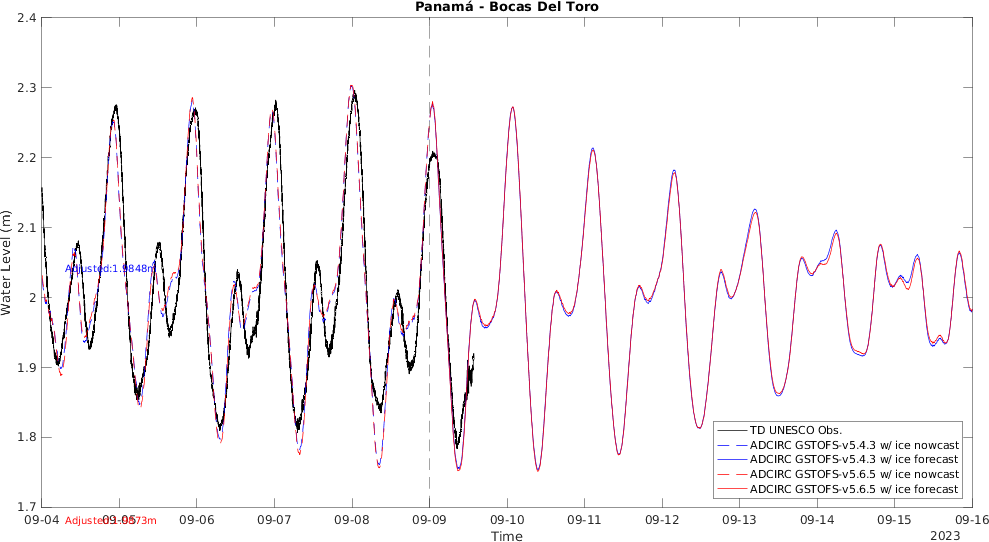 Panamá - Bocas Del Toro
2.4
2.3
2.2
2.1
2
1.9
1.8
1.7
Water Level (m)
Adjusted:1.9848m
TD UNESCO Obs.
ADCIRC GSTOFS-v5.4.3 w/ ice nowcast
ADCIRC GSTOFS-v5.4.3 w/ ice forecast
ADCIRC GSTOFS-v5.6.5 w/ ice nowcast
ADCIRC GSTOFS-v5.6.5 w/ ice forecast
09-04 09-05 09-06 09-07 09-08 09-09 09-10 09-11 09-12 09-13 09-14 09-15 09-16
Adjusted
Time
2023